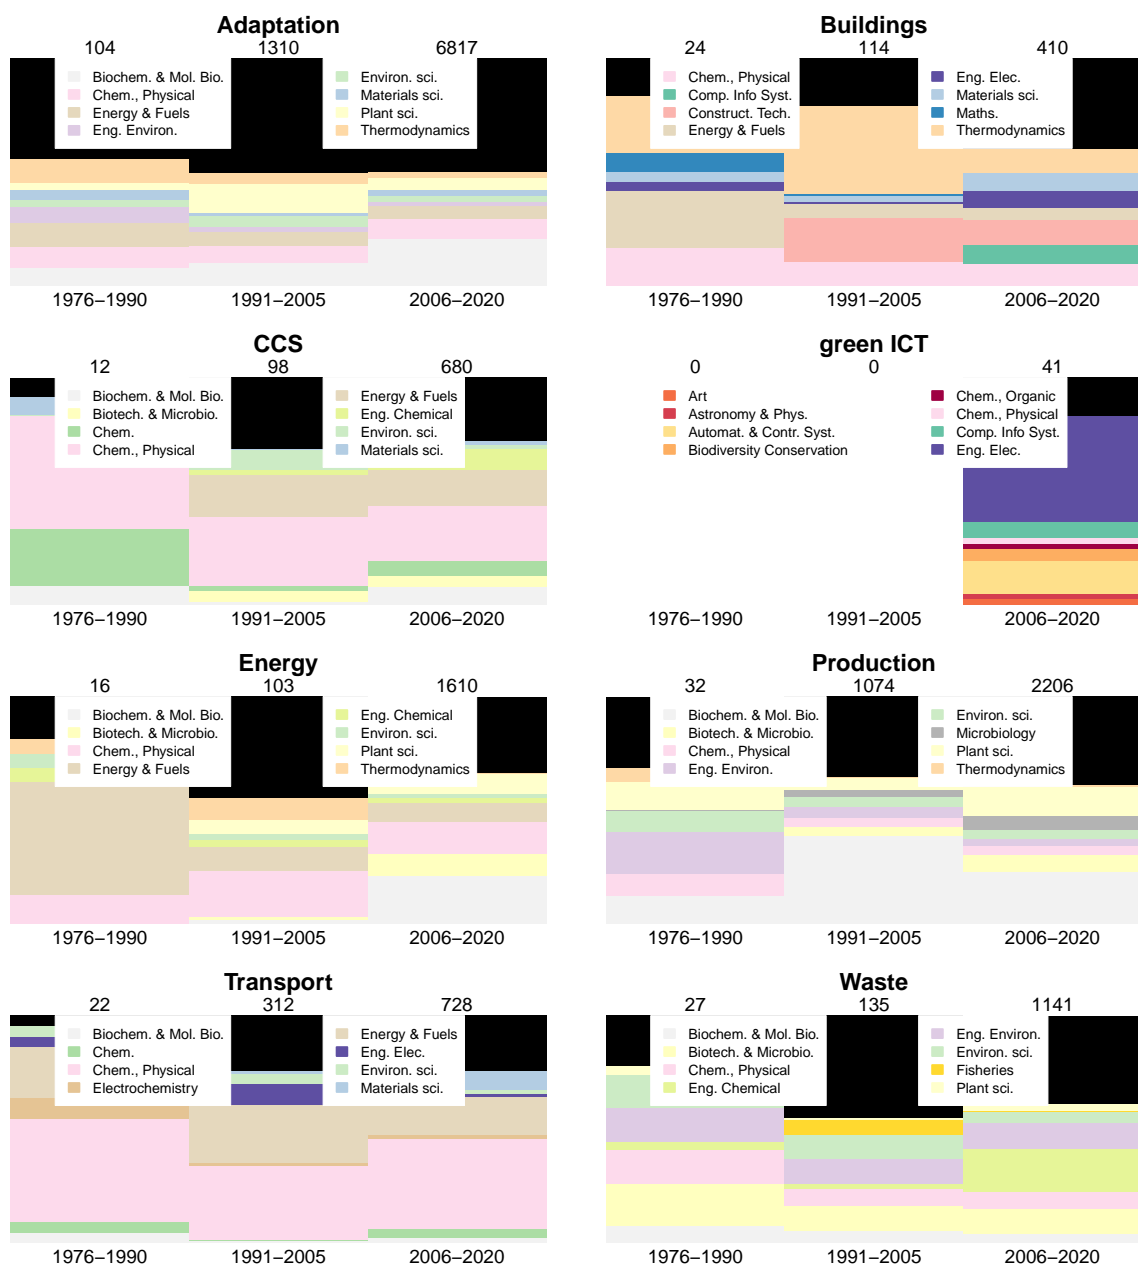 Adaptation
104 1310 6817
Biochem. & Mol. Bio.
Chem., Physical
Energy & Fuels
Eng. Environ.
Environ. sci.
Materials sci.
Plant sci.
Thermodynamics
1976–1990 1991–2005 2006–2020
Buildings
24 114 410
Chem., Physical
Comp. Info Syst.
Construct. Tech.
Energy & Fuels
Eng. Elec.
Materials sci.
Maths.
Thermodynamics
1976–1990 1991–2005 2006–2020
CCS
12 98 680
Biochem. & Mol. Bio.
Biotech. & Microbio.
Chem.
Chem., Physical
Energy & Fuels
Eng. Chemical
Environ. sci.
Materials sci.
1976–1990 1991–2005 2006–2020
green ICT
0 0 41
Art
Astronomy & Phys.
Automat. & Contr. Syst.
Biodiversity Conservation
Chem., Organic
Chem., Physical
Comp. Info Syst.
Eng. Elec.
1976–1990 1991–2005 2006–2020
Energy
16 103 1610
Biochem. & Mol. Bio.
Biotech. & Microbio.
Chem., Physical
Energy & Fuels
Eng. Chemical
Environ. sci.
Plant sci.
Thermodynamics
1976–1990 1991–2005 2006–2020
Production
32 1074 2206
Biochem. & Mol. Bio.
Biotech. & Microbio.
Chem., Physical
Eng. Environ.
Environ. sci.
Microbiology
Plant sci.
Thermodynamics
1976–1990 1991–2005 2006–2020
Transport
22 312 728
Biochem. & Mol. Bio.
Chem.
Chem., Physical
Electrochemistry
Energy & Fuels
Eng. Elec.
Environ. sci.
Materials sci.
1976–1990 1991–2005 2006–2020
Waste
27 135 1141
Biochem. & Mol. Bio.
Biotech. & Microbio.
Chem., Physical
Eng. Chemical
Eng. Environ.
Environ. sci.
Fisheries
Plant sci.
1976–1990 1991–2005 2006–2020